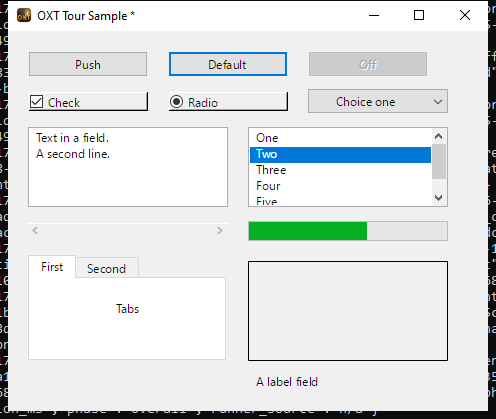 OXT Tour Sample *
Push
Default
Off
Check
Radio
Choice one
Text in a field.
A second line.
One
Two
Three
Four
Five
First
Second
Tabs
A label field